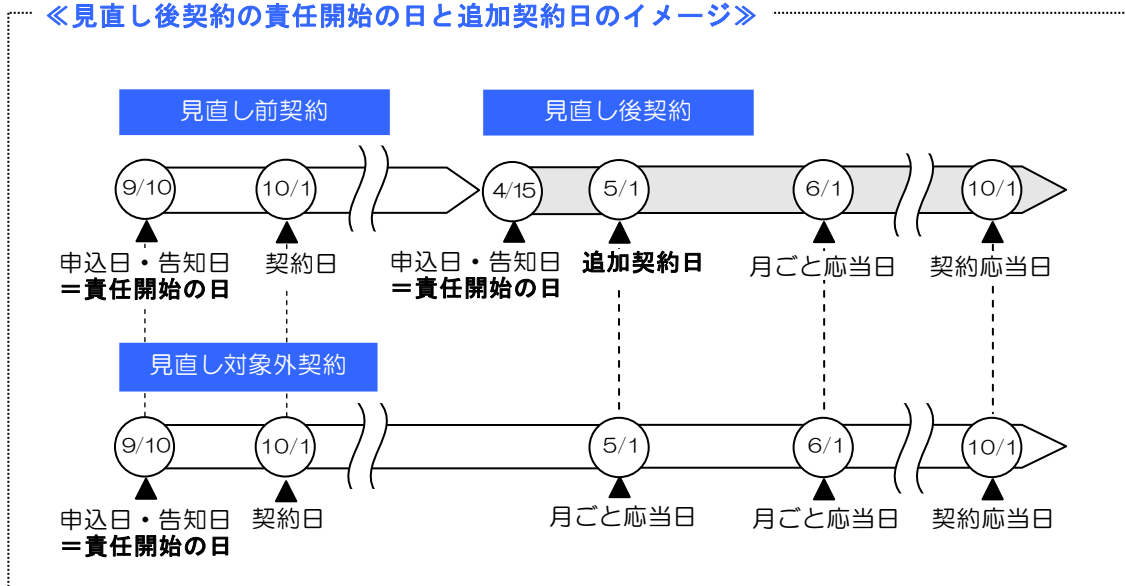 ≪見直し後契約の責任開始の日と追加契約日のイメージ≫
見直し前契約
見直し後契約
9/10
10/1
4/15
5/1
6/1
10/1
申込日・告知日
＝責任開始の日
契約日
申込日・告知日
＝責任開始の日
追加契約日
月ごと応当日
契約応当日
見直し対象外契約
9/10
10/1
5/1
6/1
10/1
申込日・告知日
＝責任開始の日
契約日
月ごと応当日
月ごと応当日
契約応当日